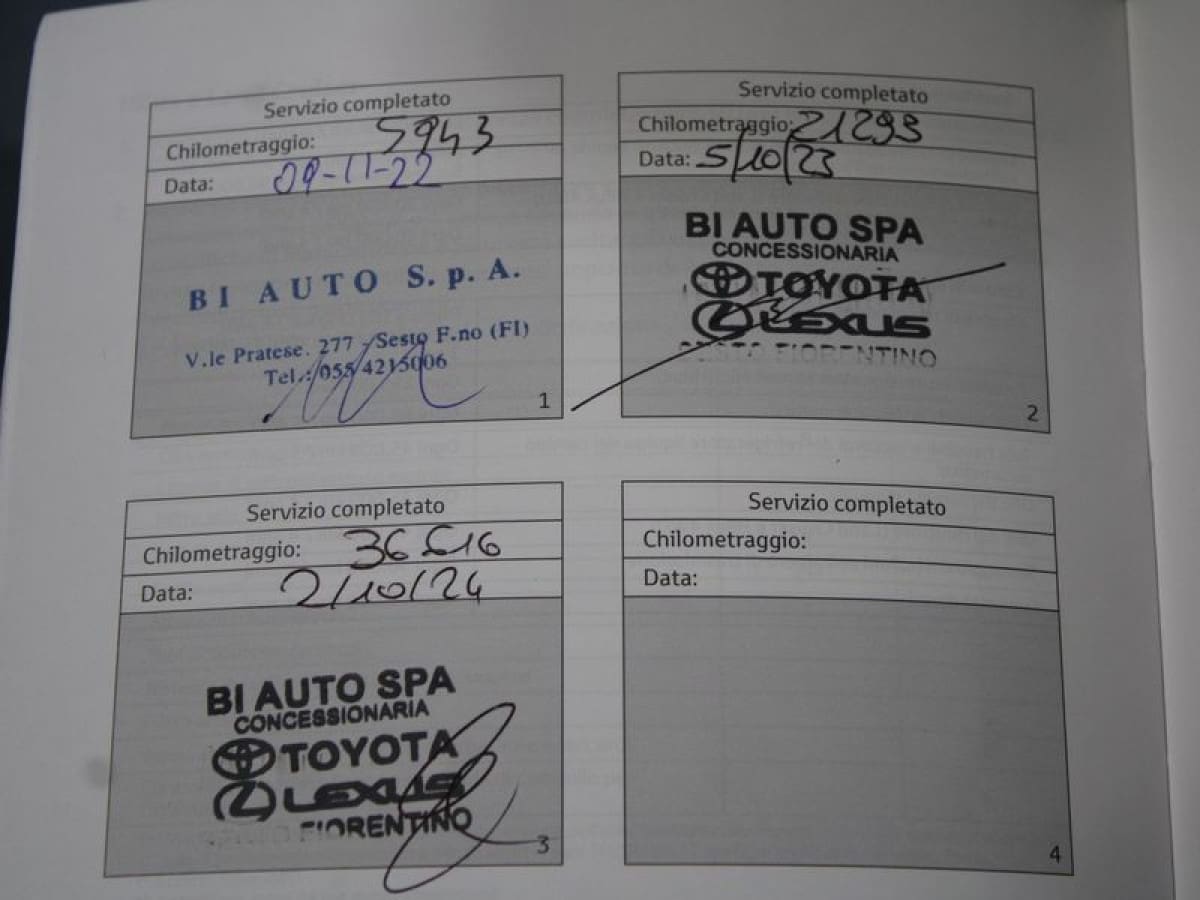 Servizio completato
Chilometraggio: 5943
Data: 09-11-22
BI AUTO S.p.A.
V.le Pratese. 277 - Sesto F.no (FI)
Tel.: 055/4215006
1
Servizio completato
Chilometraggio: 21293
Data: 5/10/23
BI AUTO SPA
CONCESSIONARIA
TOYOTA
LEXUS
SESTO FIORENTINO
2
Servizio completato
Chilometraggio: 36516
Data: 2/10/24
BI AUTO SPA
CONCESSIONARIA
TOYOTA
LEXUS
FIORENTINO
3
Servizio completato
Chilometraggio:
Data:
4